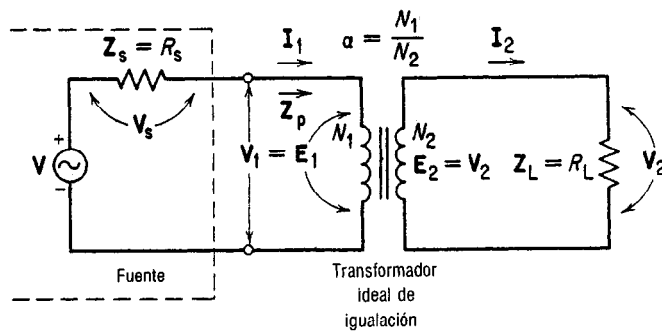 Z_s = R_s
I_1
α = N_1/N_2
I_2
V_s
Z_p
+
V
−
V_1 = E_1
N_1
N_2
E_2 = V_2
Z_L = R_L
V_2
Fuente
Transformador
ideal de
igualación